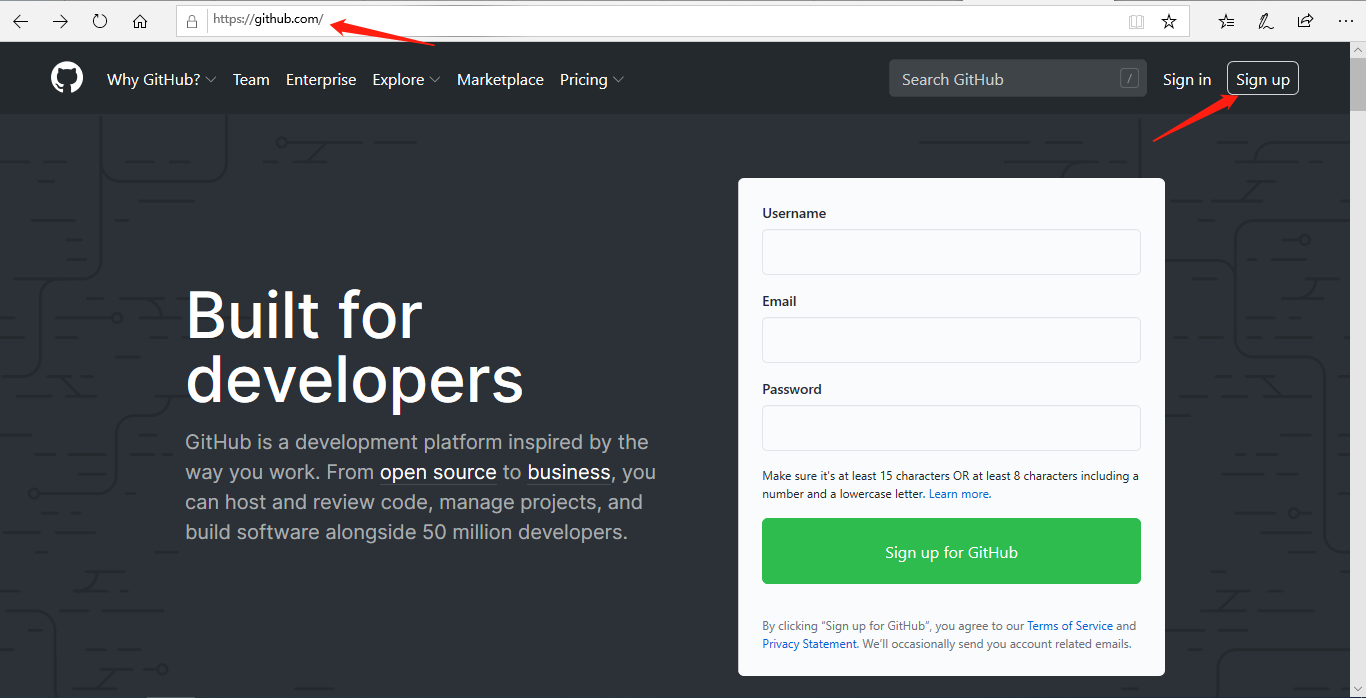 https://github.com/
Why GitHub? Team Enterprise Explore Marketplace Pricing Search GitHub / Sign in Sign up
Built for
developers
GitHub is a development platform inspired by the
way you work. From open source to business, you
can host and review code, manage projects, and
build software alongside 50 million developers.
Username
Email
Password
Make sure it's at least 15 characters OR at least 8 characters including a
number and a lowercase letter. Learn more.
Sign up for GitHub
By clicking “Sign up for GitHub”, you agree to our Terms of Service and
Privacy Statement. We’ll occasionally send you account related emails.